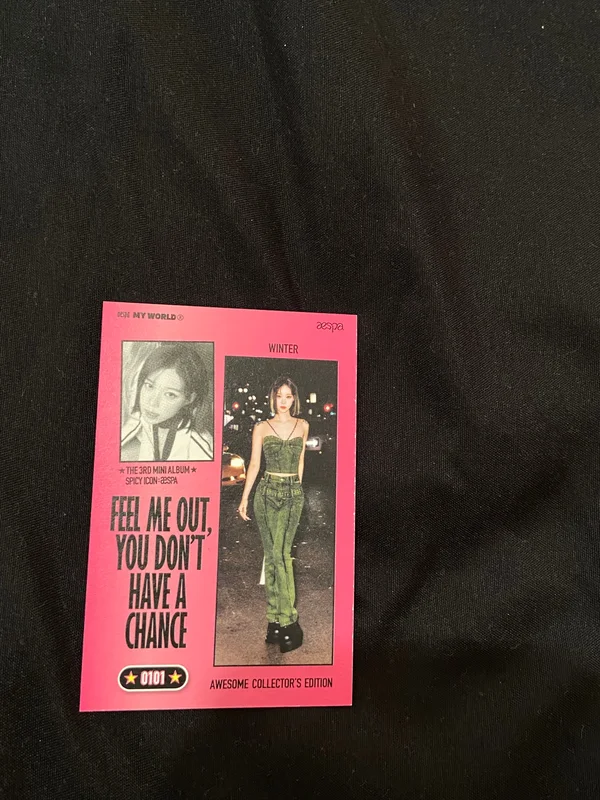 MY WORLD®
æspa
WINTER
★ THE 3RD MINI ALBUM ★
SPICY ICON:æSPA
FEEL ME OUT,
YOU DON'T
HAVE A
CHANCE
★ 0101 ★
AWESOME COLLECTOR'S EDITION